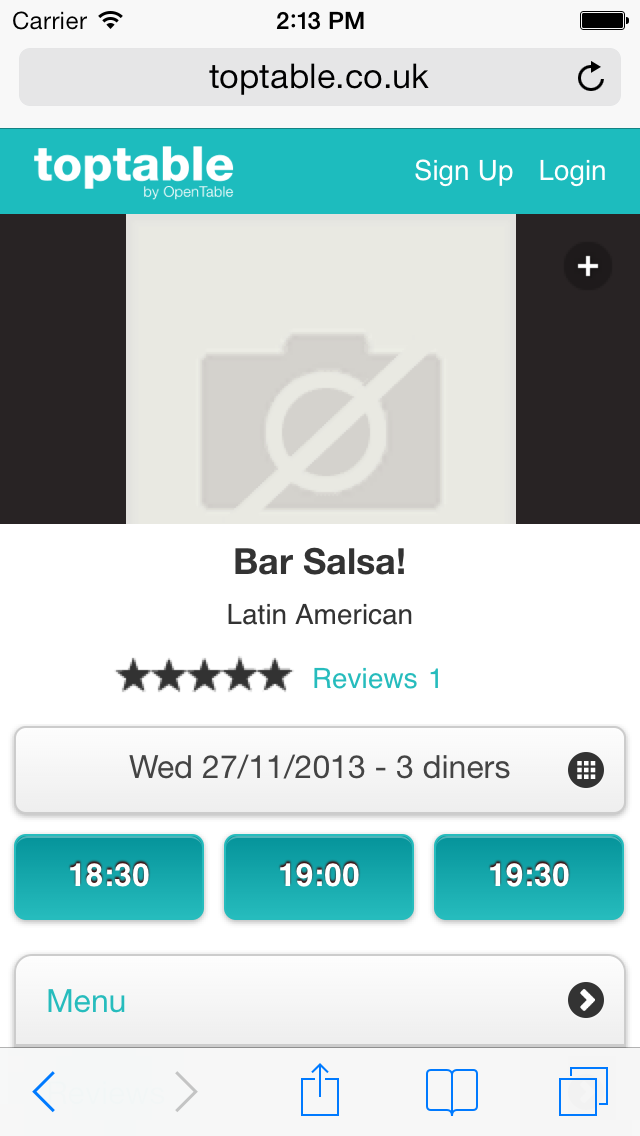 Carrier 2:13 PM
toptable.co.uk
toptable Sign Up Login
by OpenTable
Bar Salsa!
Latin American
Reviews 1
Wed 27/11/2013 - 3 diners
18:30 19:00 19:30
Menu